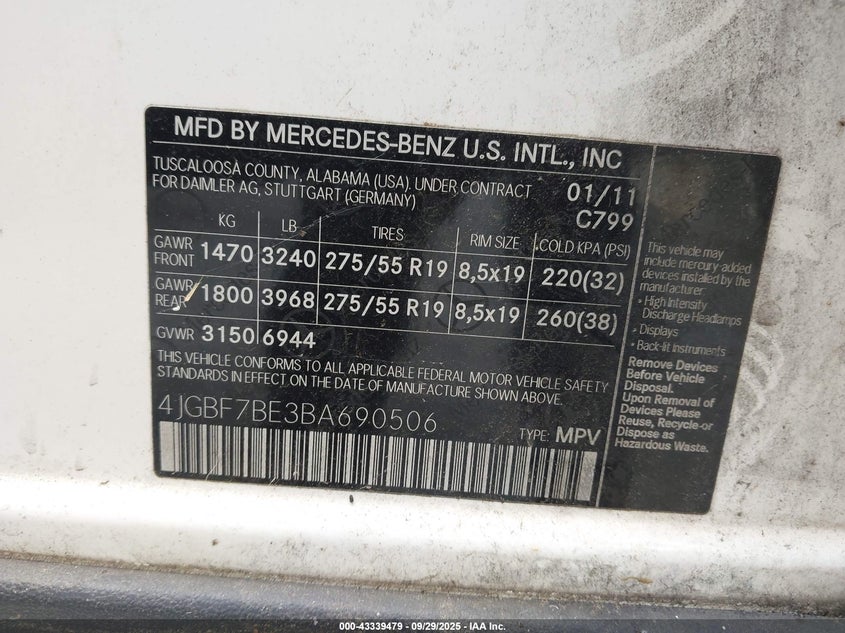 MFD BY MERCEDES-BENZ U.S. INTL., INC
TUSCALOOSA COUNTY, ALABAMA (USA). UNDER CONTRACT
FOR DAIMLER AG, STUTTGART (GERMANY)
01/11
C799
KG LB TIRES RIM SIZE COLD KPA (PSI)
GAWR FRONT 1470 3240 275/55 R19 8,5x19 220(32)
GAWR REAR 1800 3968 275/55 R19 8,5x19 260(38)
GVWR 3150 6944
THIS VEHICLE CONFORMS TO ALL APPLICABLE FEDERAL MOTOR VEHICLE SAFETY
BUMPER, AND THEFT PREVENTION STANDARDS IN EFFECT
ON THE DATE OF MANUFACTURE SHOWN ABOVE.
4JGBF7BE3BA690506
TYPE: MPV
This vehicle may
include mercury-added
devices installed by the
manufacturer:
• High Intensity
Discharge Headlamps
• Displays
• Back-lit Instruments
Remove Devices
Before Vehicle
Disposal.
Upon Removal of
Devices Please
Reuse, Recycle or
Dispose as
Hazardous Waste.
000-43339479 | 09/29/2025 — IAA Inc.